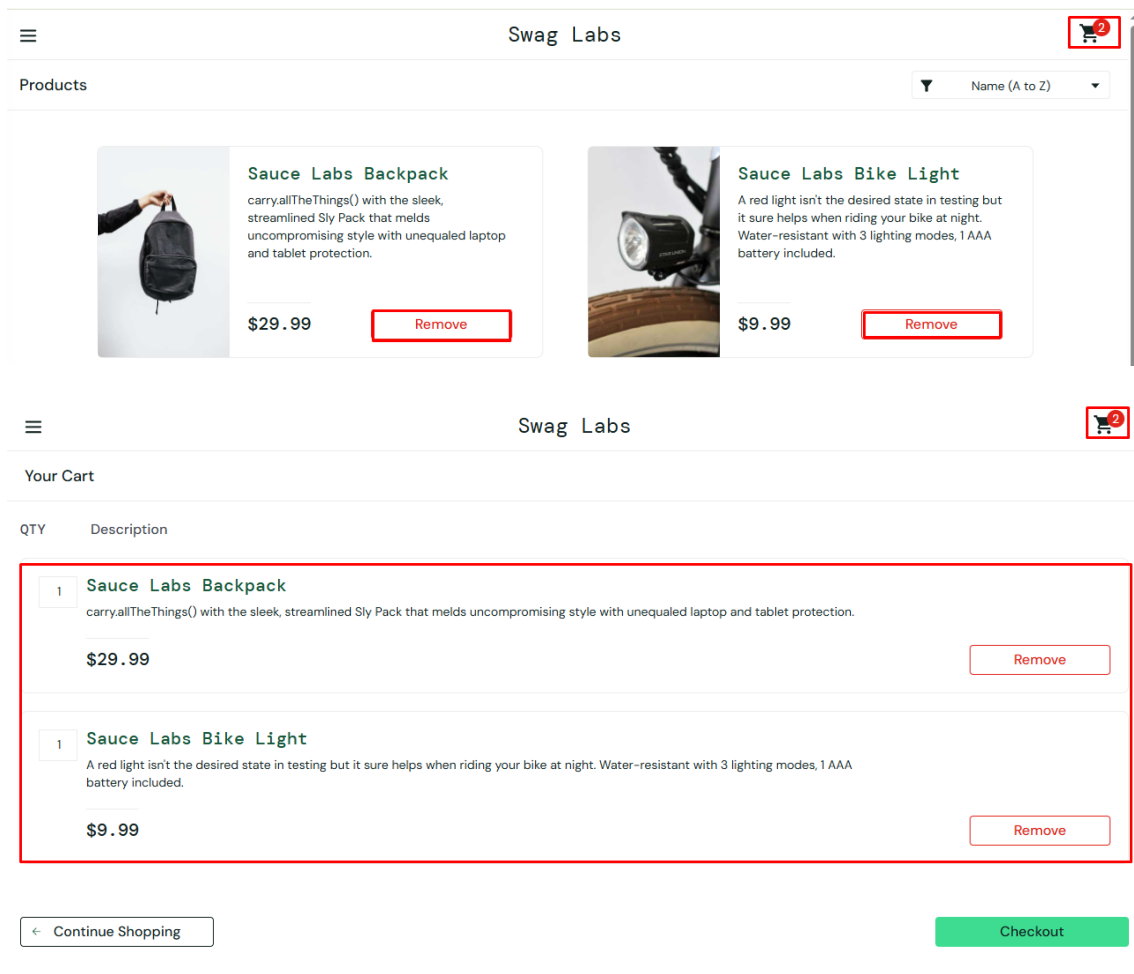 Swag Labs
2
Products
Name (A to Z)
Sauce Labs Backpack
carry.allTheThings() with the sleek,
streamlined Sly Pack that melds
uncompromising style with unequaled laptop
and tablet protection.
$29.99
Remove
Sauce Labs Bike Light
A red light isn't the desired state in testing but
it sure helps when riding your bike at night.
Water-resistant with 3 lighting modes, 1 AAA
battery included.
$9.99
Remove
Swag Labs
2
Your Cart
QTY Description
1
Sauce Labs Backpack
carry.allTheThings() with the sleek, streamlined Sly Pack that melds uncompromising style with unequaled laptop and tablet protection.
$29.99
Remove
1
Sauce Labs Bike Light
A red light isn't the desired state in testing but it sure helps when riding your bike at night. Water-resistant with 3 lighting modes, 1 AAA
battery included.
$9.99
Remove
Continue Shopping
Checkout